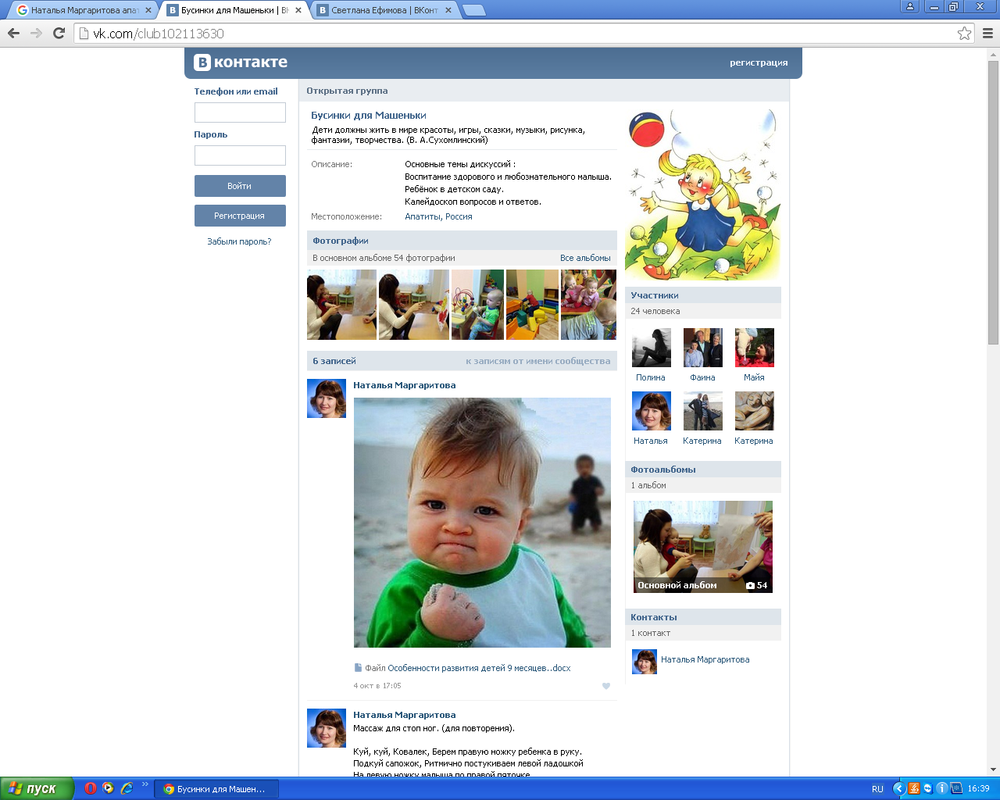 Наталья Маргаритова апат
Бусинки для Машеньки | ВК
Светлана Ефимова | ВКонт
vk.com/club102113630
В контакте
регистрация
Телефон или email
Пароль
Войти
Регистрация
Забыли пароль?
Открытая группа
Бусинки для Машеньки
Дети должны жить в мире красоты, игры, сказки, музыки, рисунка,
фантазии, творчества. (В. А.Сухомлинский)
Описание:
Основные темы дискуссий :
Воспитание здорового и любознательного малыша.
Ребёнок в детском саду.
Калейдоскоп вопросов и ответов.
Местоположение:
Апатиты, Россия
Фотографии
В основном альбоме 54 фотографии
Все альбомы
6 записей
к записям от имени сообщества
Наталья Маргаритова
Файл Особенности развития детей 9 месяцев..docx
4 окт в 17:05
Наталья Маргаритова
Массаж для стоп ног. (для повторения).
Куй, куй, Ковалек, Берем правую ножку ребенка в руку.
Подкуй сапожок, Ритмично постукиваем левой ладошкой
На левую ножку малыша по правой пяточке
Участники
24 человека
Полина
Фаина
Майя
Наталья
Катерина
Катерина
Фотоальбомы
1 альбом
Основной альбом
54
Контакты
1 контакт
Наталья Маргаритова
пуск
Бусинки для Машен...
RU
16:39